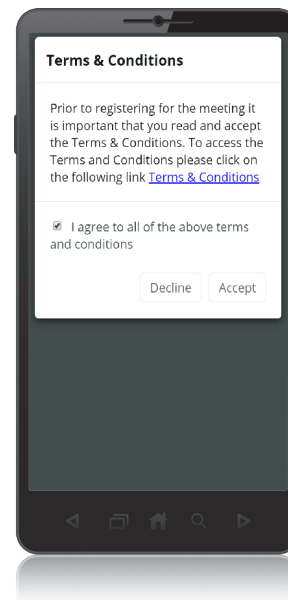 Terms & Conditions
Prior to registering for the meeting it
is important that you read and accept
the Terms & Conditions. To access the
Terms and Conditions please click on
the following link Terms & Conditions
I agree to all of the above terms
and conditions
Decline Accept